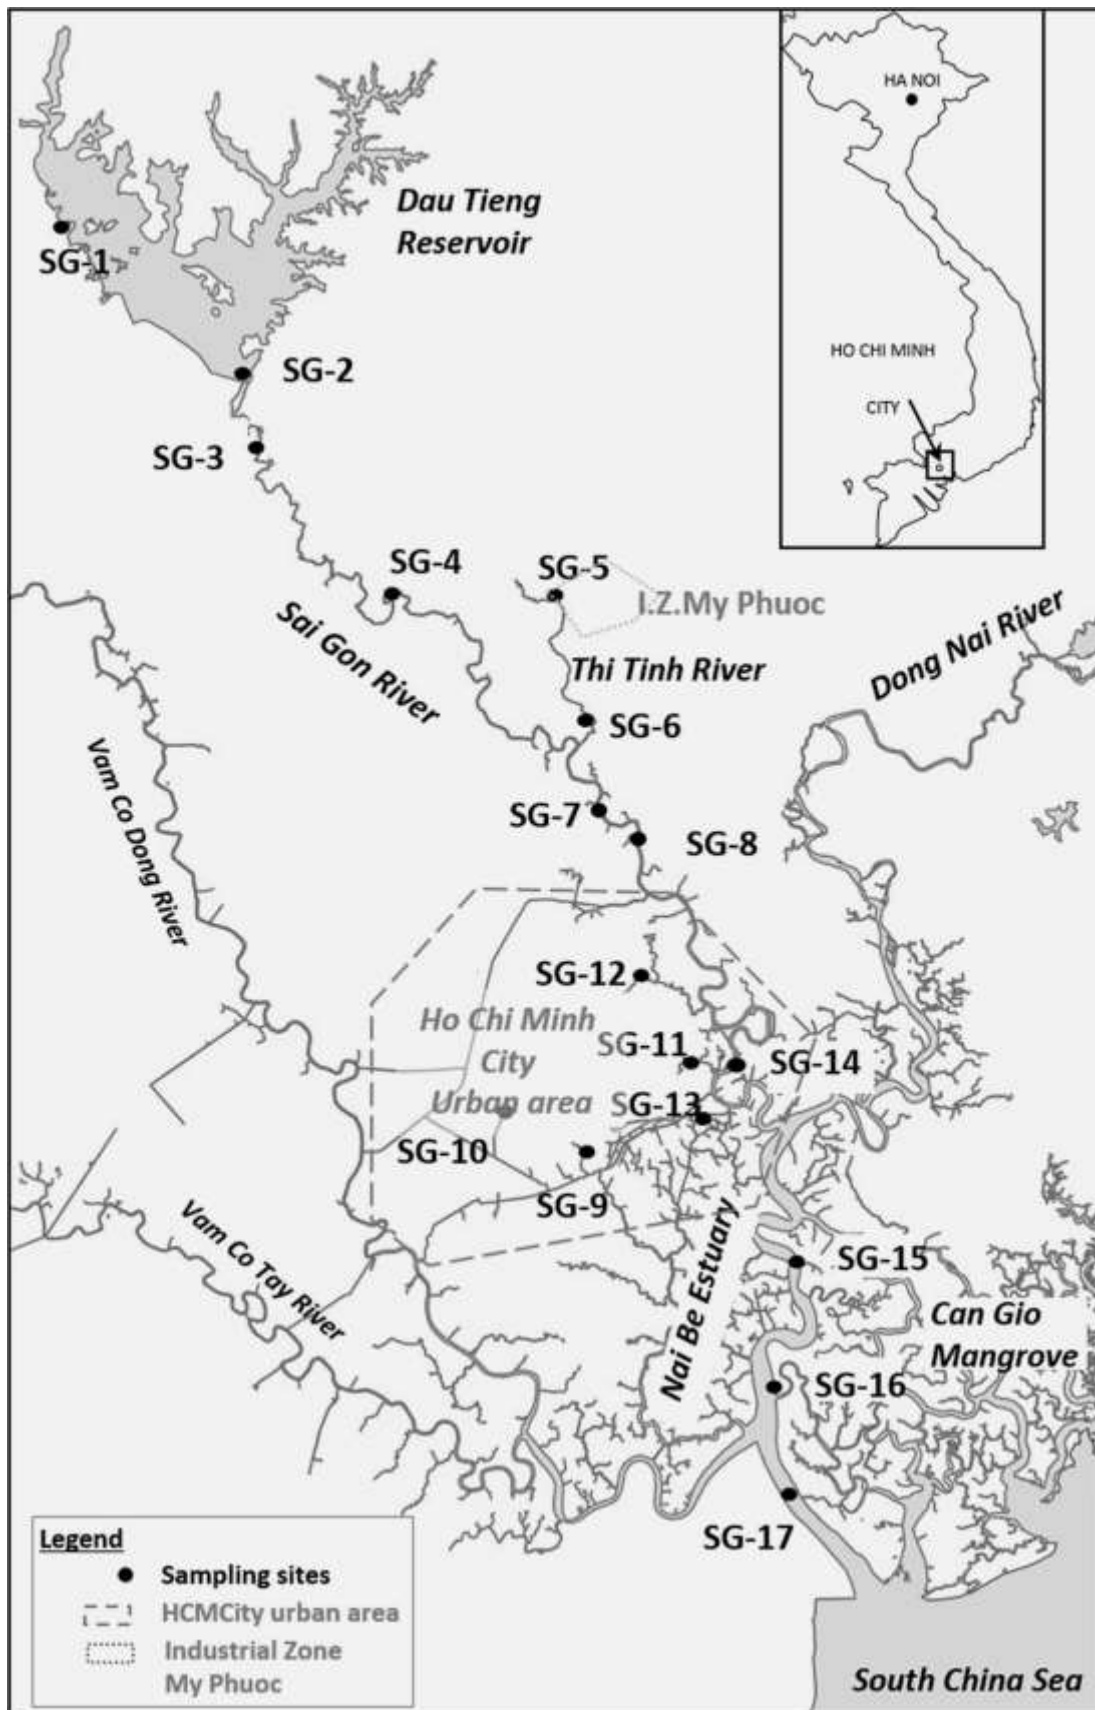 HA NOI
Dau Tieng
Reservoir
SG-1
HO CHI MINH
CITY
SG-2
SG-3
SG-4
SG-5
I.Z.My Phuoc
Sai Gon River
Thi Tinh River
Dong Nai River
SG-6
Vam Co Dong River
SG-7
SG-8
SG-12
Ho Chi Minh
City
Urban area
SG-11
SG-14
SG-13
SG-10
SG-9
Vam Co Tay River
Nai Be Estuary
SG-15
Can Gio
Mangrove
SG-16
SG-17
Legend
Sampling sites
HCMCity urban area
Industrial Zone
My Phuoc
South China Sea